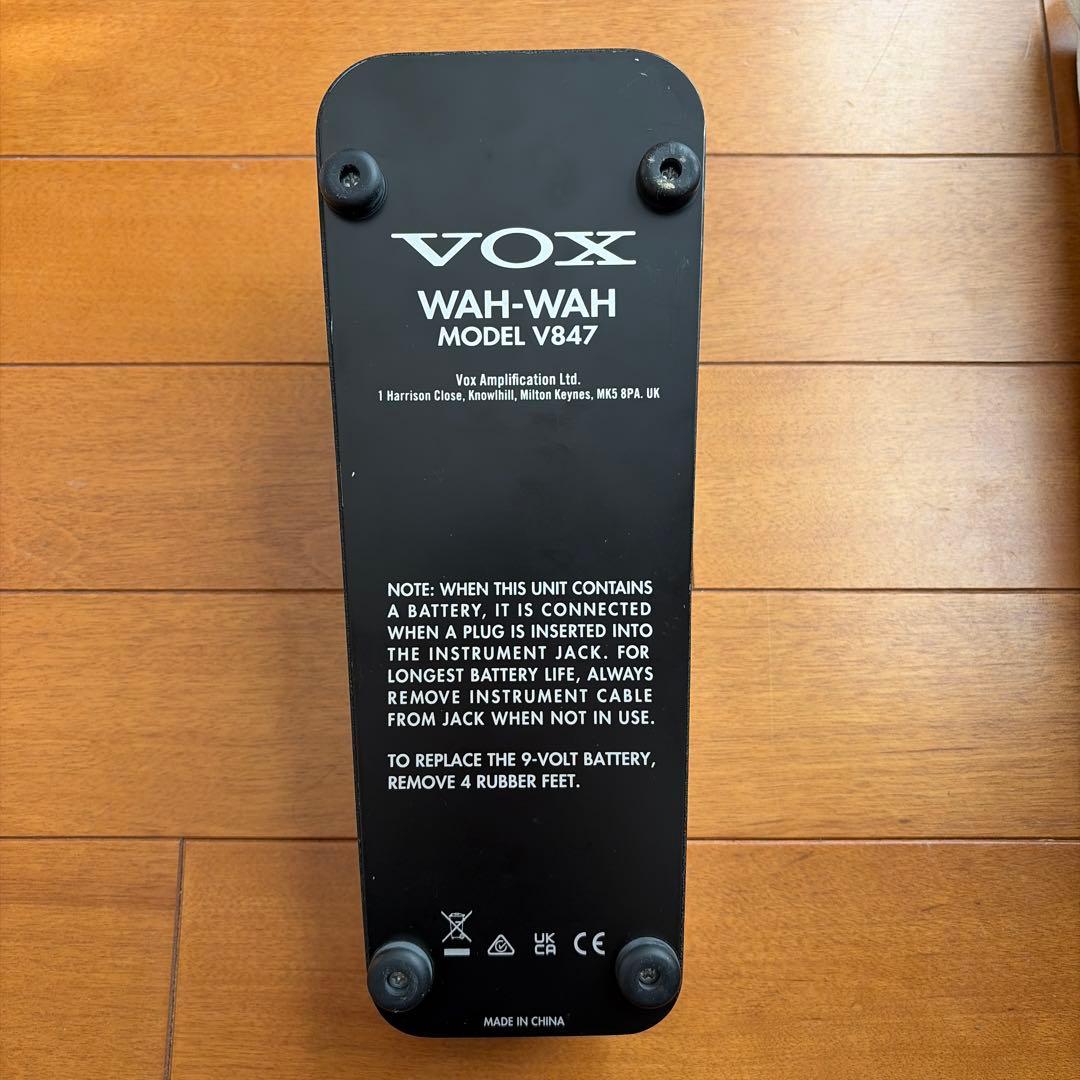 VOX
WAH-WAH
MODEL V847
Vox Amplification Ltd.
1 Harrison Close, Knowlhill, Milton Keynes, MK5 8PA. UK
NOTE: WHEN THIS UNIT CONTAINS
A BATTERY, IT IS CONNECTED
WHEN A PLUG IS INSERTED INTO
THE INSTRUMENT JACK. FOR
LONGEST BATTERY LIFE, ALWAYS
REMOVE INSTRUMENT CABLE
FROM JACK WHEN NOT IN USE.
TO REPLACE THE 9-VOLT BATTERY,
REMOVE 4 RUBBER FEET.
UK
CA
CE
MADE IN CHINA